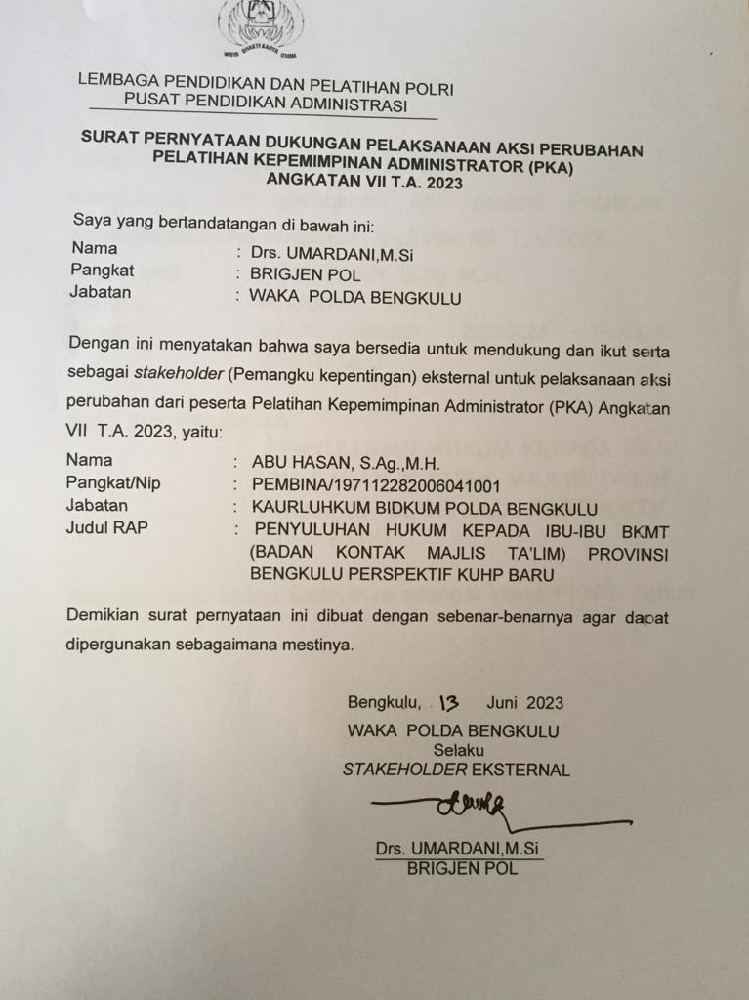 LEMBAGA PENDIDIKAN DAN PELATIHAN POLRI
PUSAT PENDIDIKAN ADMINISTRASI
SURAT PERNYATAAN DUKUNGAN PELAKSANAAN AKSI PERUBAHAN
PELATIHAN KEPEMIMPINAN ADMINISTRATOR (PKA)
ANGKATAN VII T.A. 2023
Saya yang bertandatangan di bawah ini:
Nama : Drs. UMARDANI,M.Si
Pangkat : BRIGJEN POL
Jabatan : WAKA POLDA BENGKULU
Dengan ini menyatakan bahwa saya bersedia untuk mendukung dan ikut serta
sebagai stakeholder (Pemangku kepentingan) eksternal untuk pelaksanaan aksi
perubahan dari peserta Pelatihan Kepemimpinan Administrator (PKA) Angkatan
VII T.A. 2023, yaitu:
Nama : ABU HASAN, S.Ag.,M.H.
Pangkat/Nip : PEMBINA/197112282006041001
Jabatan : KAURLUHKUM BIDKUM POLDA BENGKULU
Judul RAP : PENYULUHAN HUKUM KEPADA IBU-IBU BKMT
(BADAN KONTAK MAJLIS TA'LIM) PROVINSI
BENGKULU PERSPEKTIF KUHP BARU
Demikian surat pernyataan ini dibuat dengan sebenar-benarnya agar dapat
dipergunakan sebagaimana mestinya.
Bengkulu, 13 Juni 2023
WAKA POLDA BENGKULU
Selaku
STAKEHOLDER EKSTERNAL
Drs. UMARDANI,M.Si
BRIGJEN POL